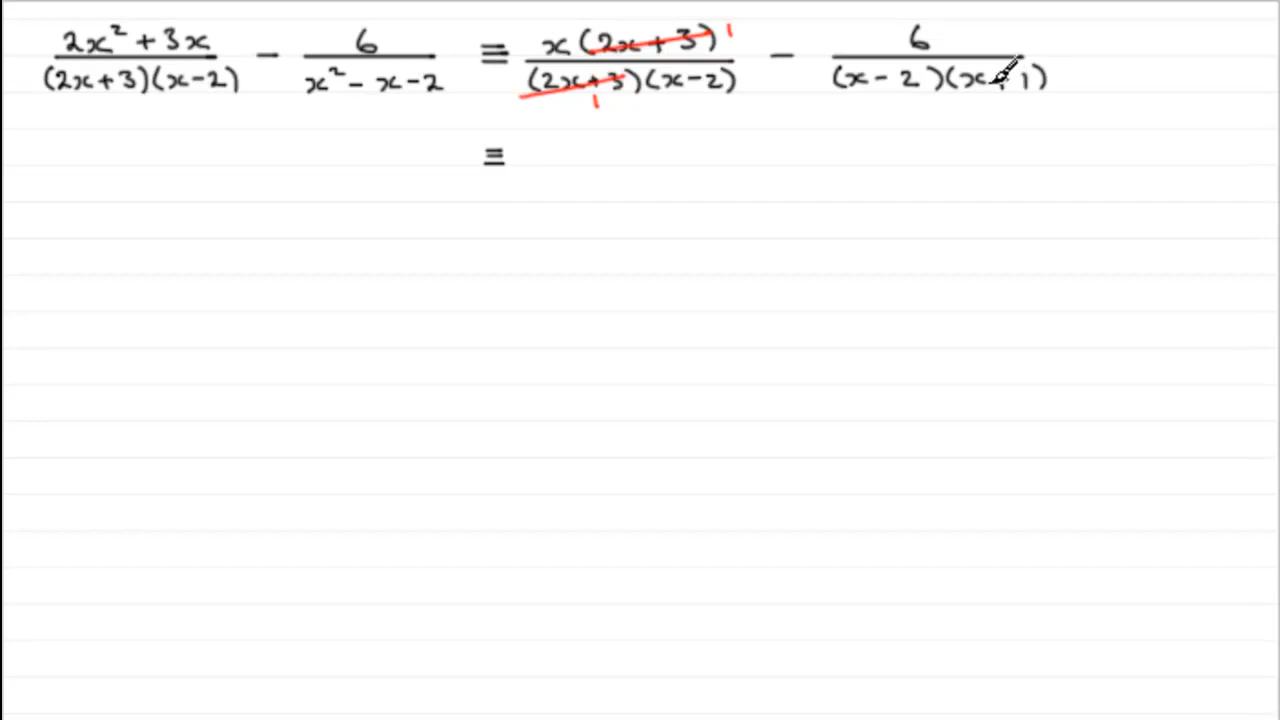 (2x² + 3x)/((2x+3)(x-2)) - 6/(x² - x - 2) ≡ x(2x+3) 1/((2x+3)(x-2)) 1 - 6/((x-2)(x+1))
≡